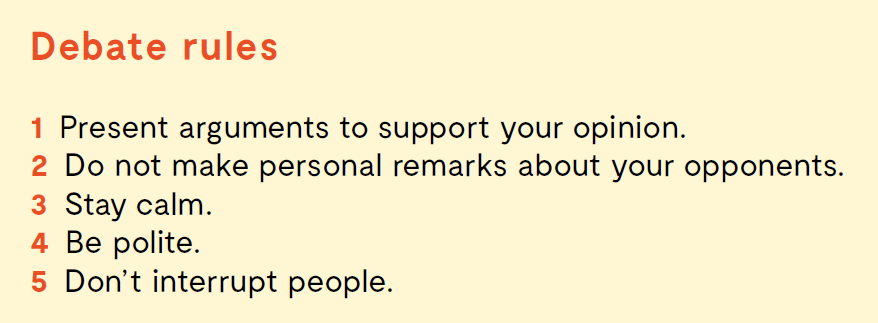 Debate rules
1 Present arguments to support your opinion.
2 Do not make personal remarks about your opponents.
3 Stay calm.
4 Be polite.
5 Don't interrupt people.